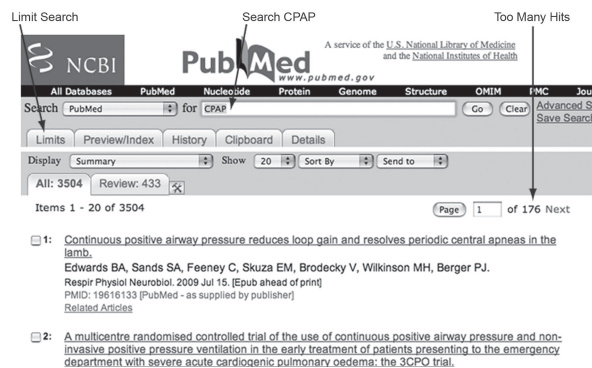 Limit Search Search CPAP Too Many Hits
NCBI
PubMed
www.pubmed.gov
A service of the U.S. National Library of Medicine
and the National Institutes of Health
All Databases PubMed Nucleotide Protein Genome Structure OMIM PMC Jou
Search PubMed for CPAP Go Clear Advanced S
Save Search
Limits Preview/Index History Clipboard Details
Display Summary Show 20 Sort By Send to
All: 3504 Review: 433
Items 1 - 20 of 3504 Page 1 of 176 Next
1: Continuous positive airway pressure reduces loop gain and resolves periodic central apneas in the
lamb.
Edwards BA, Sands SA, Feeney C, Skuza EM, Brodecky V, Wilkinson MH, Berger PJ.
Respir Physiol Neurobiol. 2009 Jul 15. [Epub ahead of print]
PMID: 19616133 [PubMed - as supplied by publisher]
Related Articles
2: A multicentre randomised controlled trial of the use of continuous positive airway pressure and non-
invasive positive pressure ventilation in the early treatment of patients presenting to the emergency
department with severe acute cardiogenic pulmonary oedema: the 3CPO trial.